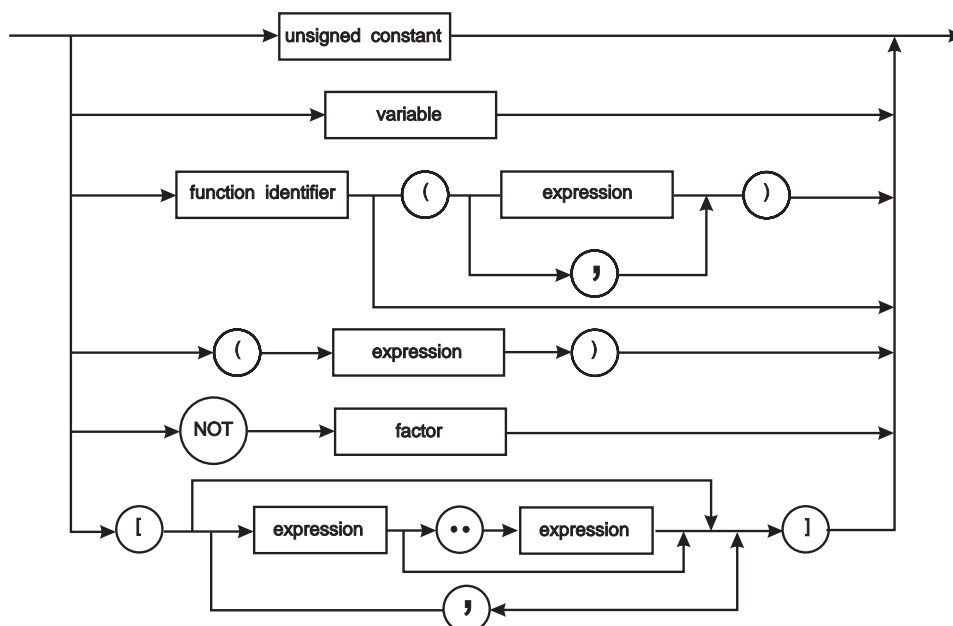 unsigned constant
variable
function identifier ( expression )
,
( expression )
NOT factor
[ expression •• expression ]
,